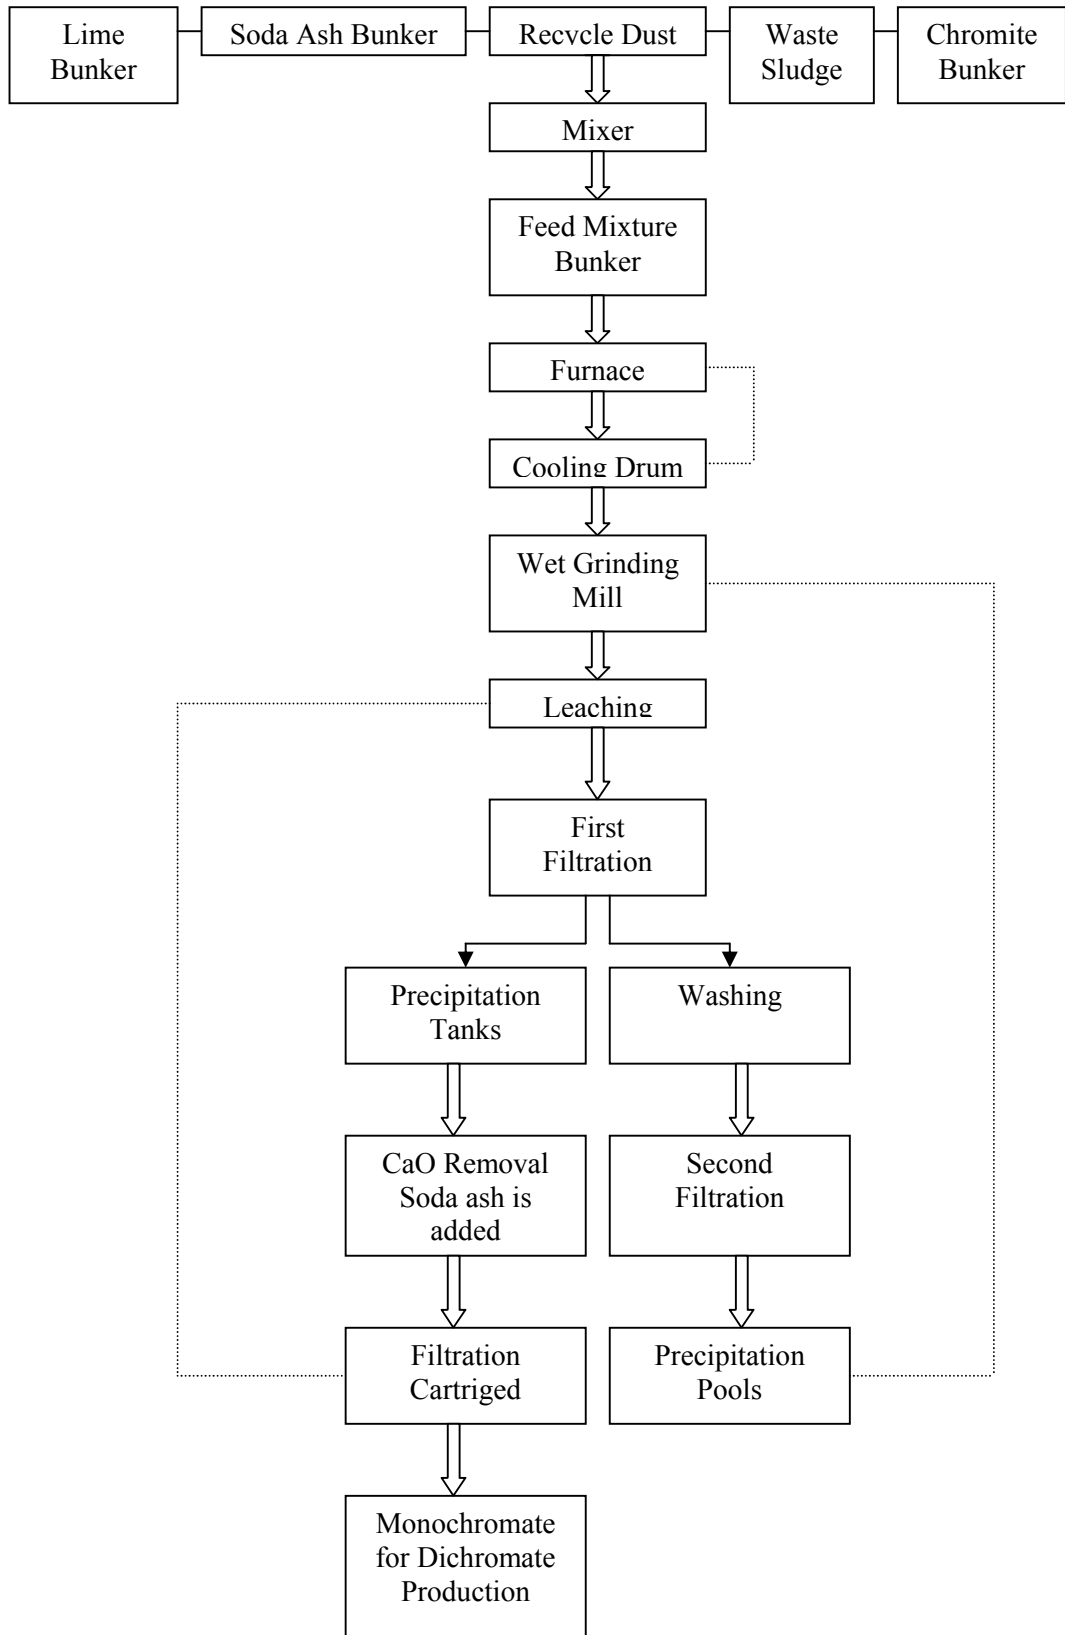 Lime
Bunker
Soda Ash Bunker
Recycle Dust
Waste
Sludge
Chromite
Bunker
Mixer
Feed Mixture
Bunker
Furnace
Cooling Drum
Wet Grinding
Mill
Leaching
First
Filtration
Precipitation
Tanks
Washing
CaO Removal
Soda ash is
added
Second
Filtration
Filtration
Cartriged
Precipitation
Pools
Monochromate
for Dichromate
Production